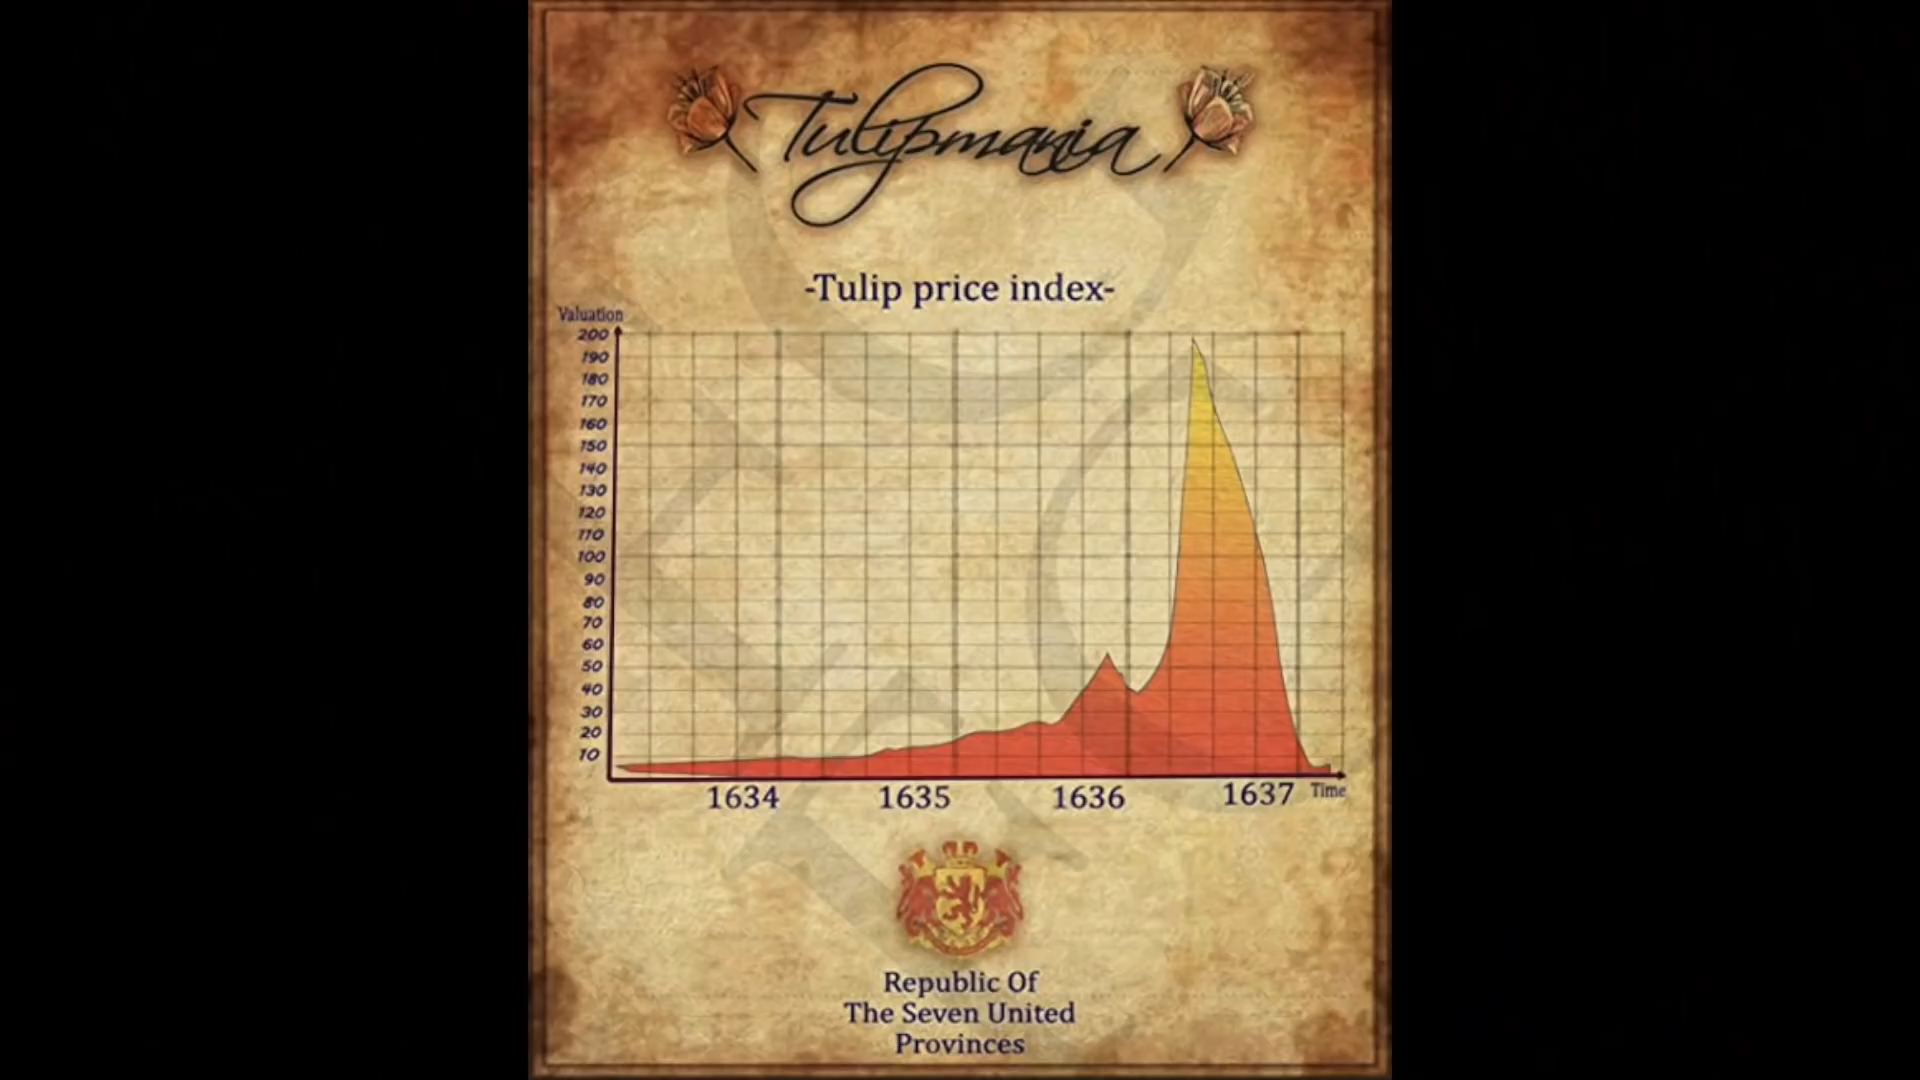 Tulipmania
-Tulip price index-
Valuation
200
190
180
170
160
150
140
130
120
110
100
90
80
70
60
50
40
30
20
10
1634 1635 1636 1637 Time
Republic Of
The Seven United
Provinces